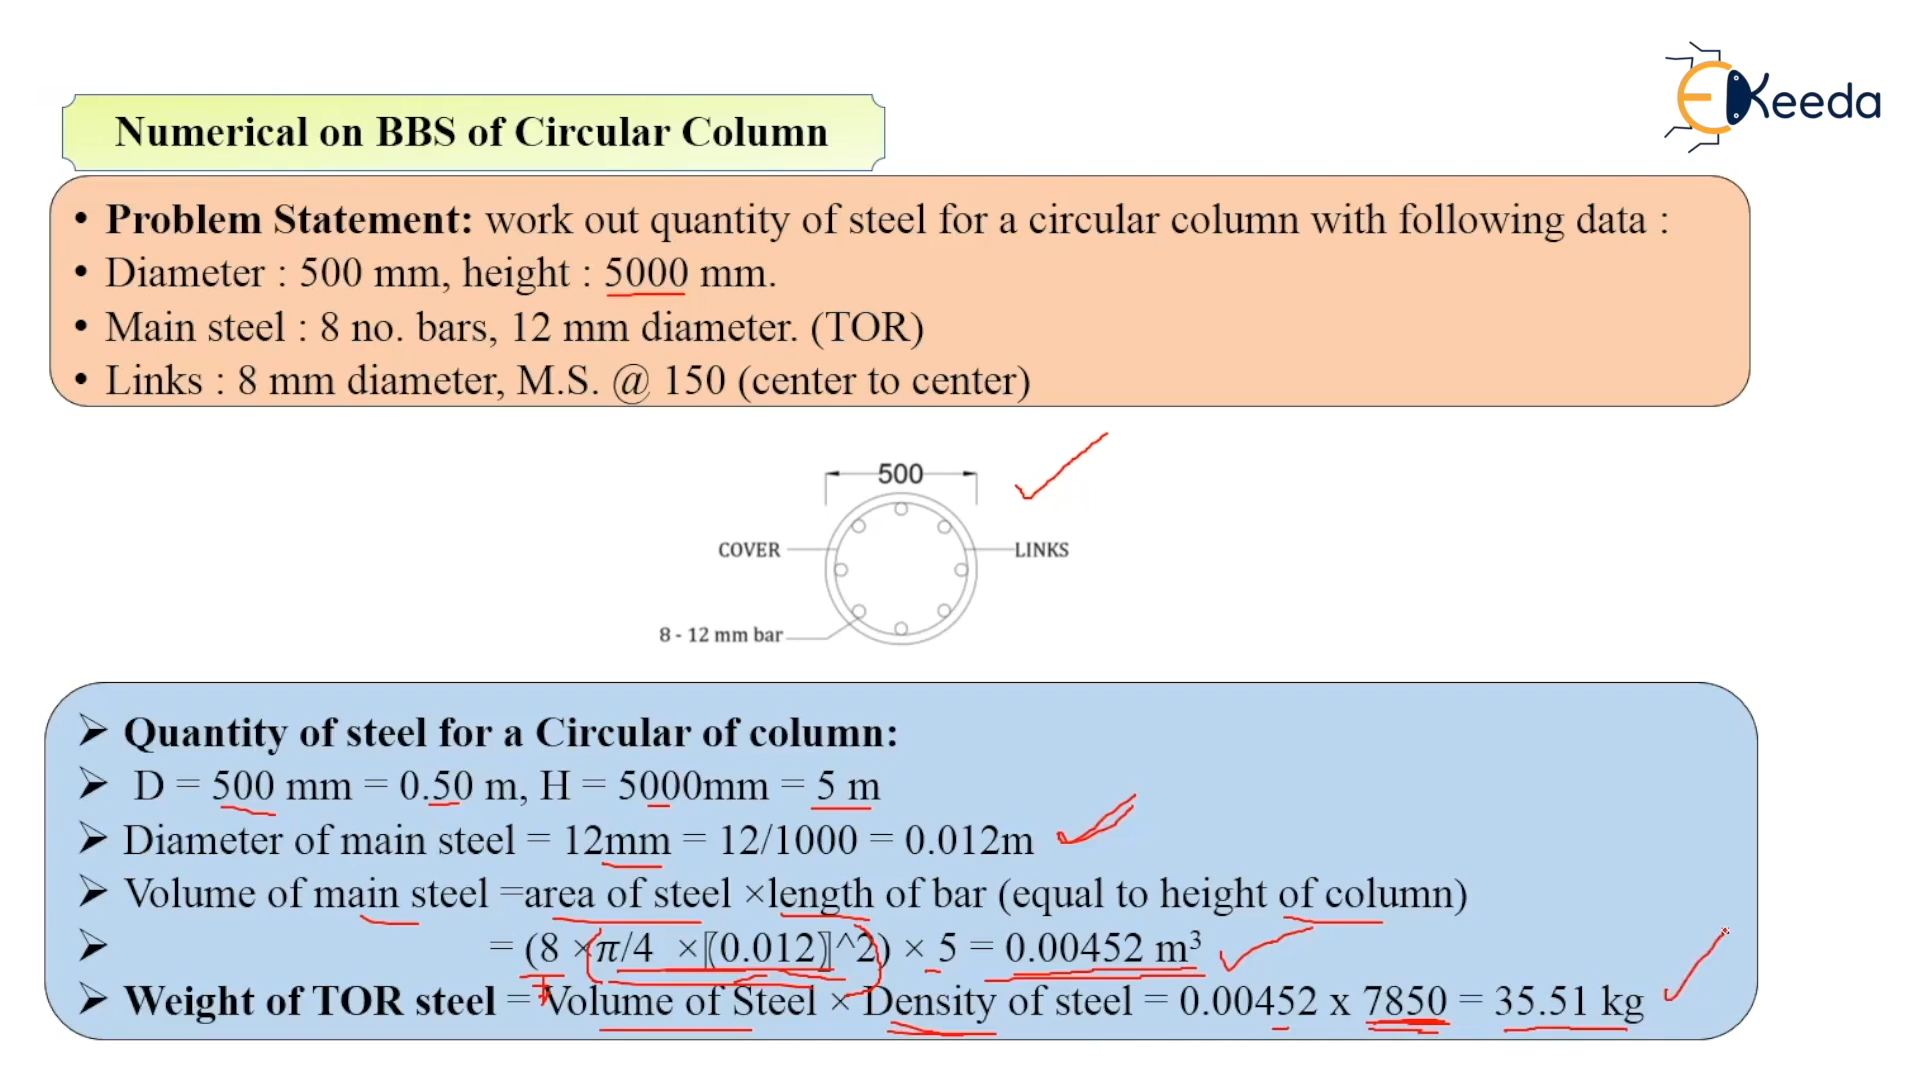 EKeeda
Numerical on BBS of Circular Column
• Problem Statement: work out quantity of steel for a circular column with following data :
• Diameter : 500 mm, height : 5000 mm.
• Main steel : 8 no. bars, 12 mm diameter. (TOR)
• Links : 8 mm diameter, M.S. @ 150 (center to center)
500
COVER
LINKS
8 - 12 mm bar
➢ Quantity of steel for a Circular of column:
➢ D = 500 mm = 0.50 m, H = 5000mm = 5 m
➢ Diameter of main steel = 12mm = 12/1000 = 0.012m
➢ Volume of main steel =area of steel ×length of bar (equal to height of column)
➢ = (8 ×π/4 ×〖(0.012)〗^2) × 5 = 0.00452 m³
➢ Weight of TOR steel = Volume of Steel × Density of steel = 0.00452 x 7850 = 35.51 kg